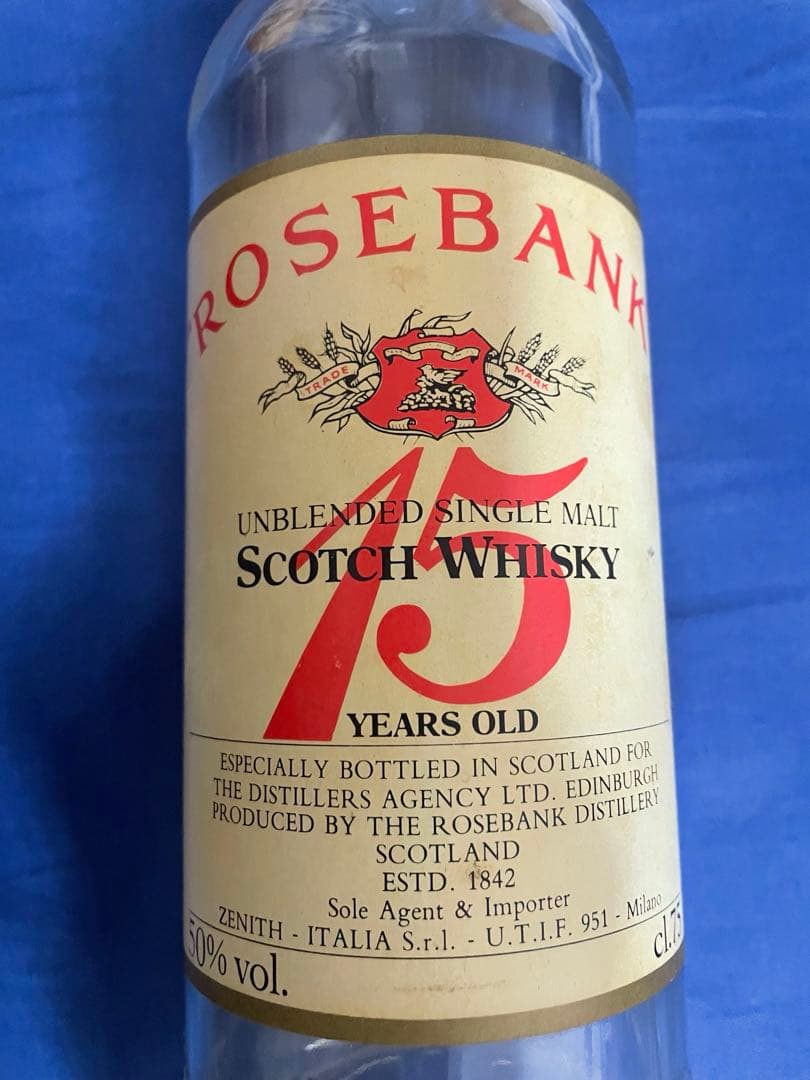 "ROSEBANK
TRADE MARK
15
UNBLENDED SINGLE MALT
SCOTCH WHISKY
YEARS OLD
ESPECIALLY BOTTLED IN SCOTLAND FOR
THE DISTILLERS AGENCY LTD. EDINBURGH
PRODUCED BY THE ROSEBANK DISTILLERY
SCOTLAND
ESTD. 1842
Sole Agent & Importer
ZENITH - ITALIA S.r.l. - U.T.I.F. 951 - Milano
50% vol. cl.75